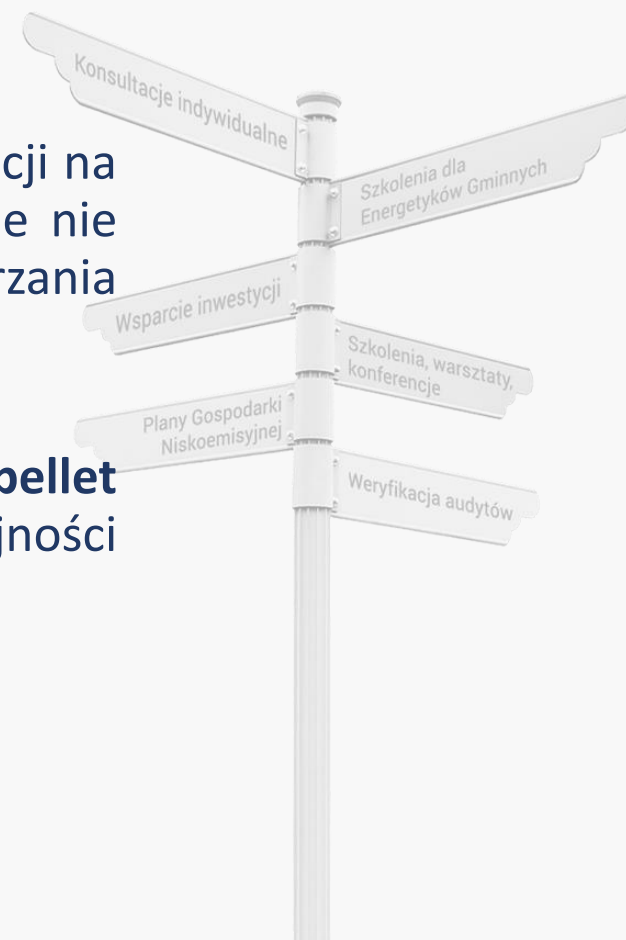 Konsultacje indywidualne
cji na
Szkolenia dla
Energetyków Gminnych
e nie
rzania
Wsparcie inwestycji
Szkolenia, warsztaty,
konferencje
Plany Gospodarki
Niskoemisyjnej
pellet
Weryfikacja audytów
jności